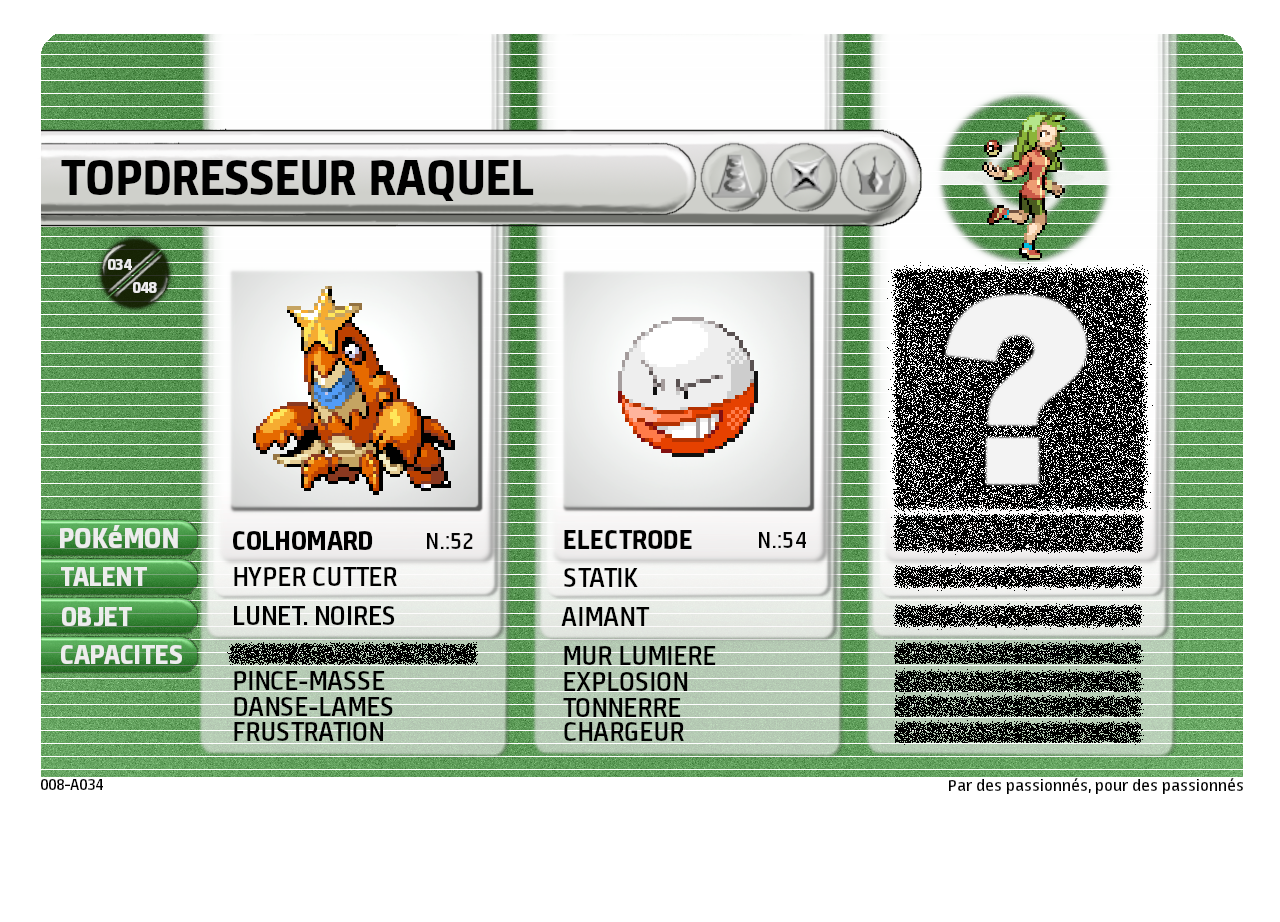 TOPDRESSEUR RAQUEL
034
048
?
POKéMON
COLHOMARD N.:52
ELECTRODE N.:54
TALENT
HYPER CUTTER
STATIK
OBJET
LUNET. NOIRES
AIMANT
CAPACITES
MUR LUMIERE
PINCE-MASSE
EXPLOSION
DANSE-LAMES
TONNERRE
FRUSTRATION
CHARGEUR
008-A034
Par des passionnés, pour des passionnés